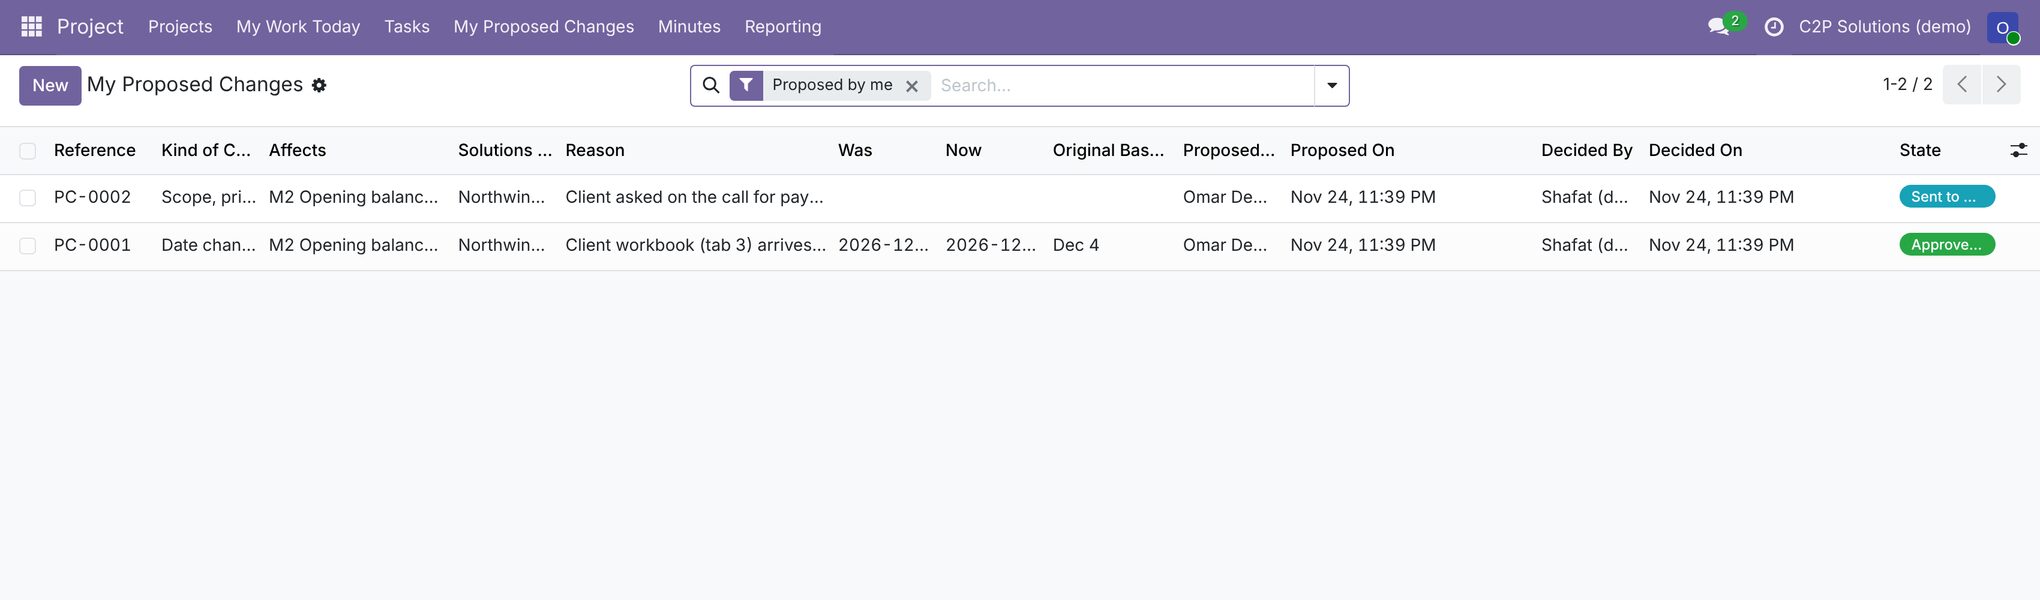 Project Projects My Work Today Tasks My Proposed Changes Minutes Reporting 2 C2P Solutions (demo) O
New My Proposed Changes Proposed by me Search... 1-2 / 2
Reference Kind of C... Affects Solutions ... Reason Was Now Original Bas... Proposed... Proposed On Decided By Decided On State
PC-0002 Scope, pri... M2 Opening balanc... Northwin... Client asked on the call for pay... Omar De... Nov 24, 11:39 PM Shafat (d... Nov 24, 11:39 PM Sent to ...
PC-0001 Date chan... M2 Opening balanc... Northwin... Client workbook (tab 3) arrives... 2026-12... 2026-12... Dec 4 Omar De... Nov 24, 11:39 PM Shafat (d... Nov 24, 11:39 PM Approve...